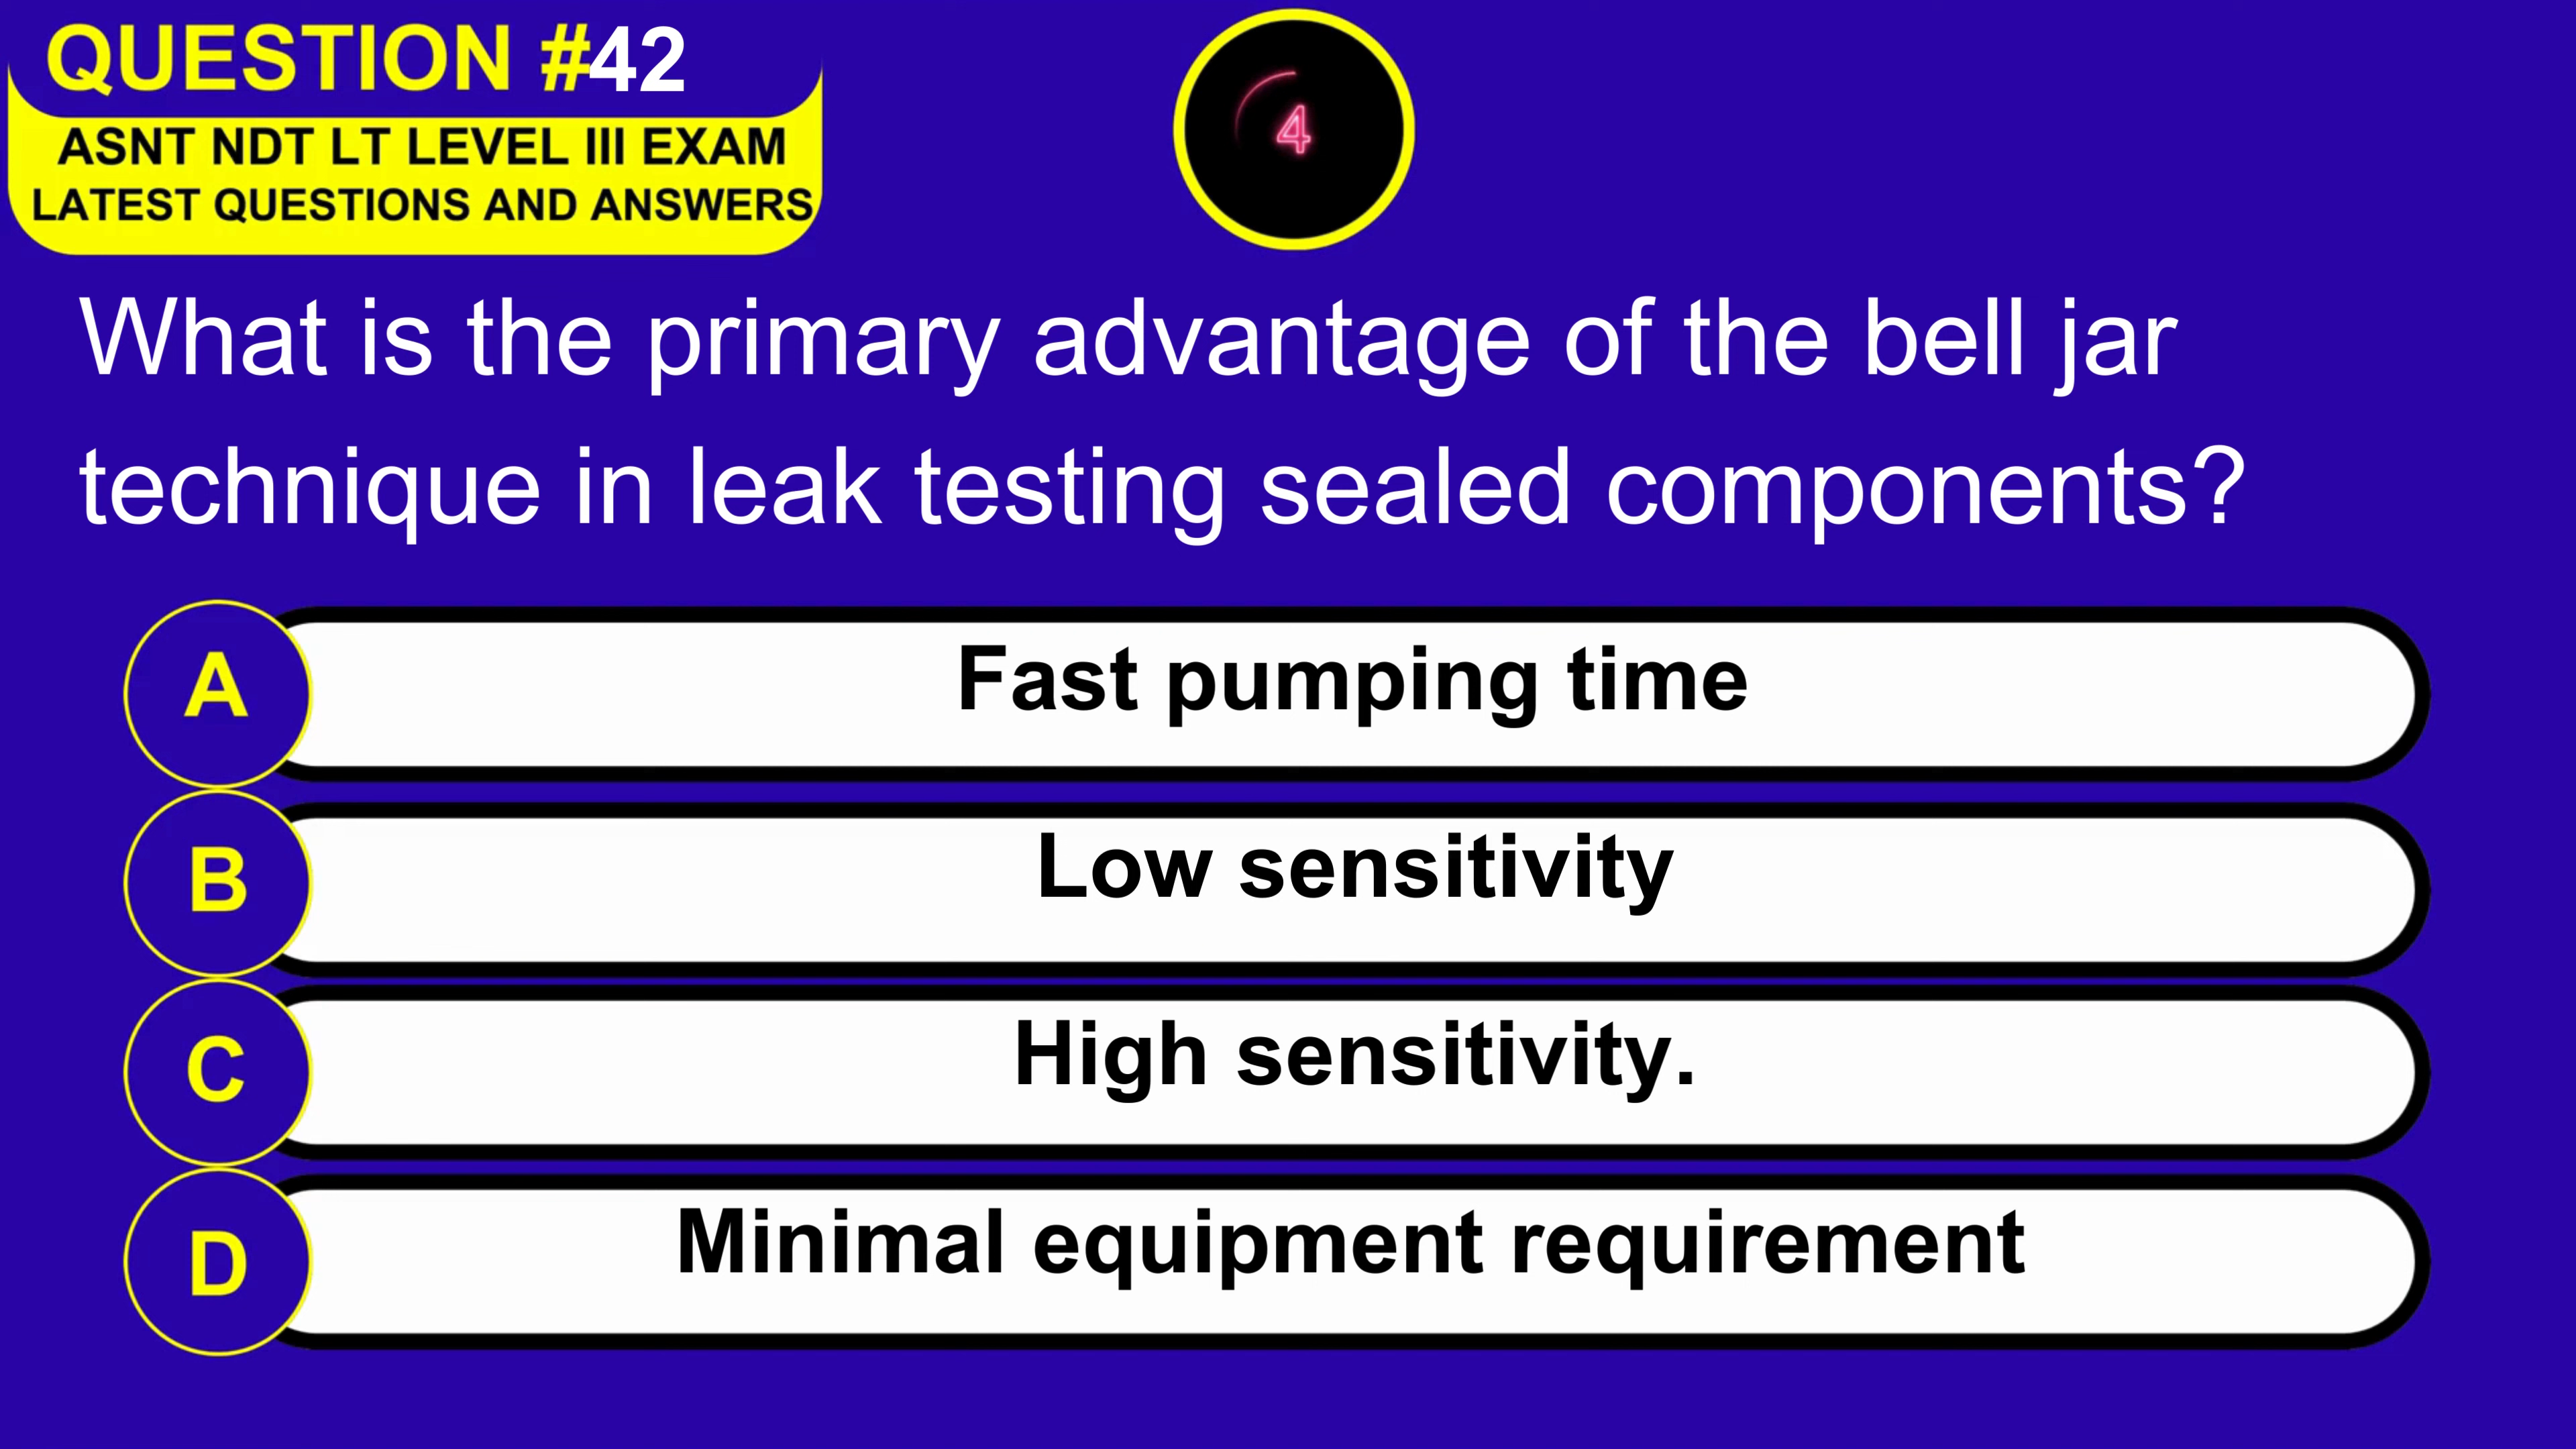 QUESTION #42
ASNT NDT LT LEVEL III EXAM
LATEST QUESTIONS AND ANSWERS
4
What is the primary advantage of the bell jar
technique in leak testing sealed components?
A Fast pumping time
B Low sensitivity
C High sensitivity.
D Minimal equipment requirement